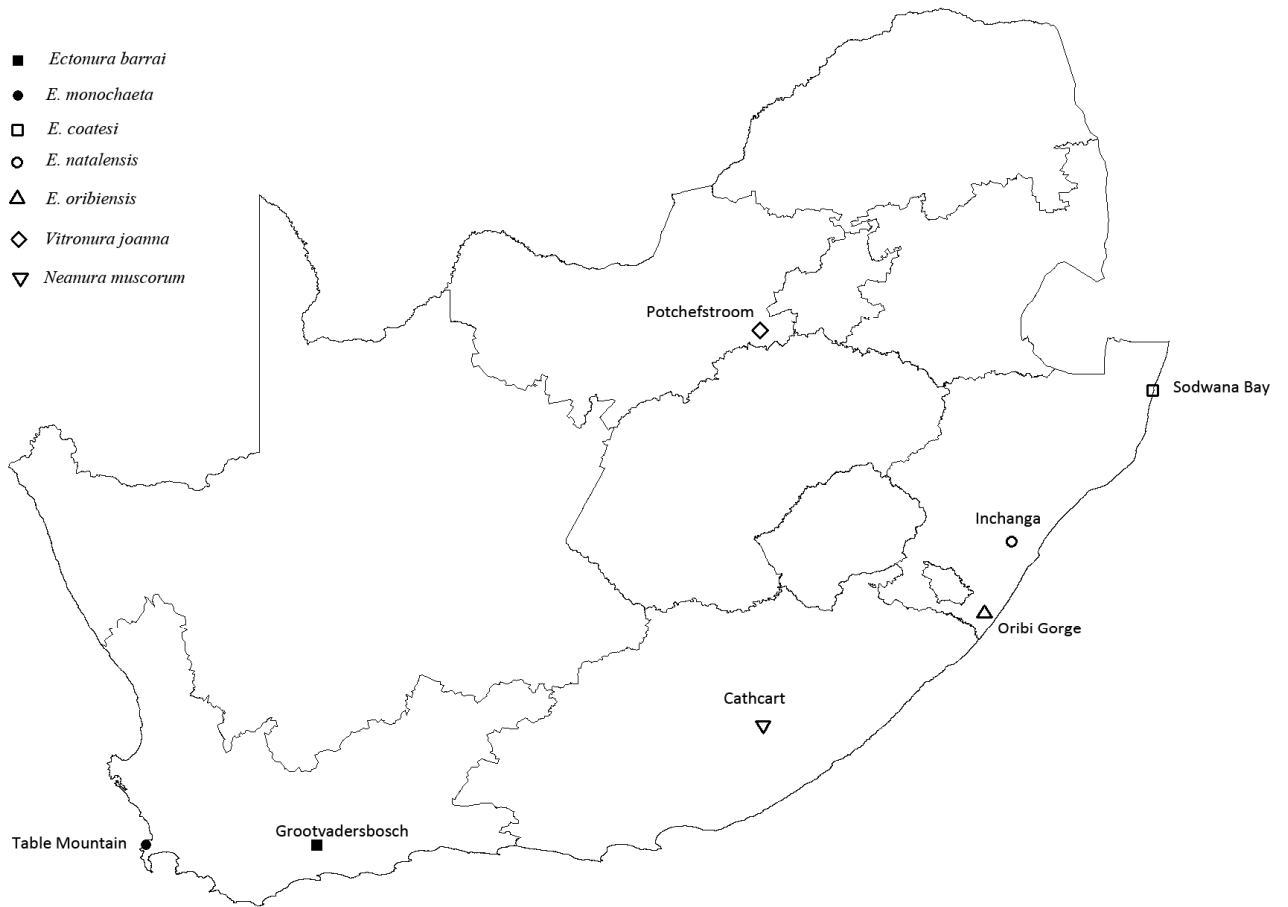 Ectonura barrai
E. monochaeta
E. coatesi
E. natalensis
E. oribiensis
Vitronura joanna
Neanura muscorum
Potchefstroom
Sodwana Bay
Inchanga
Oribi Gorge
Cathcart
Grootvadersbosch
Table Mountain